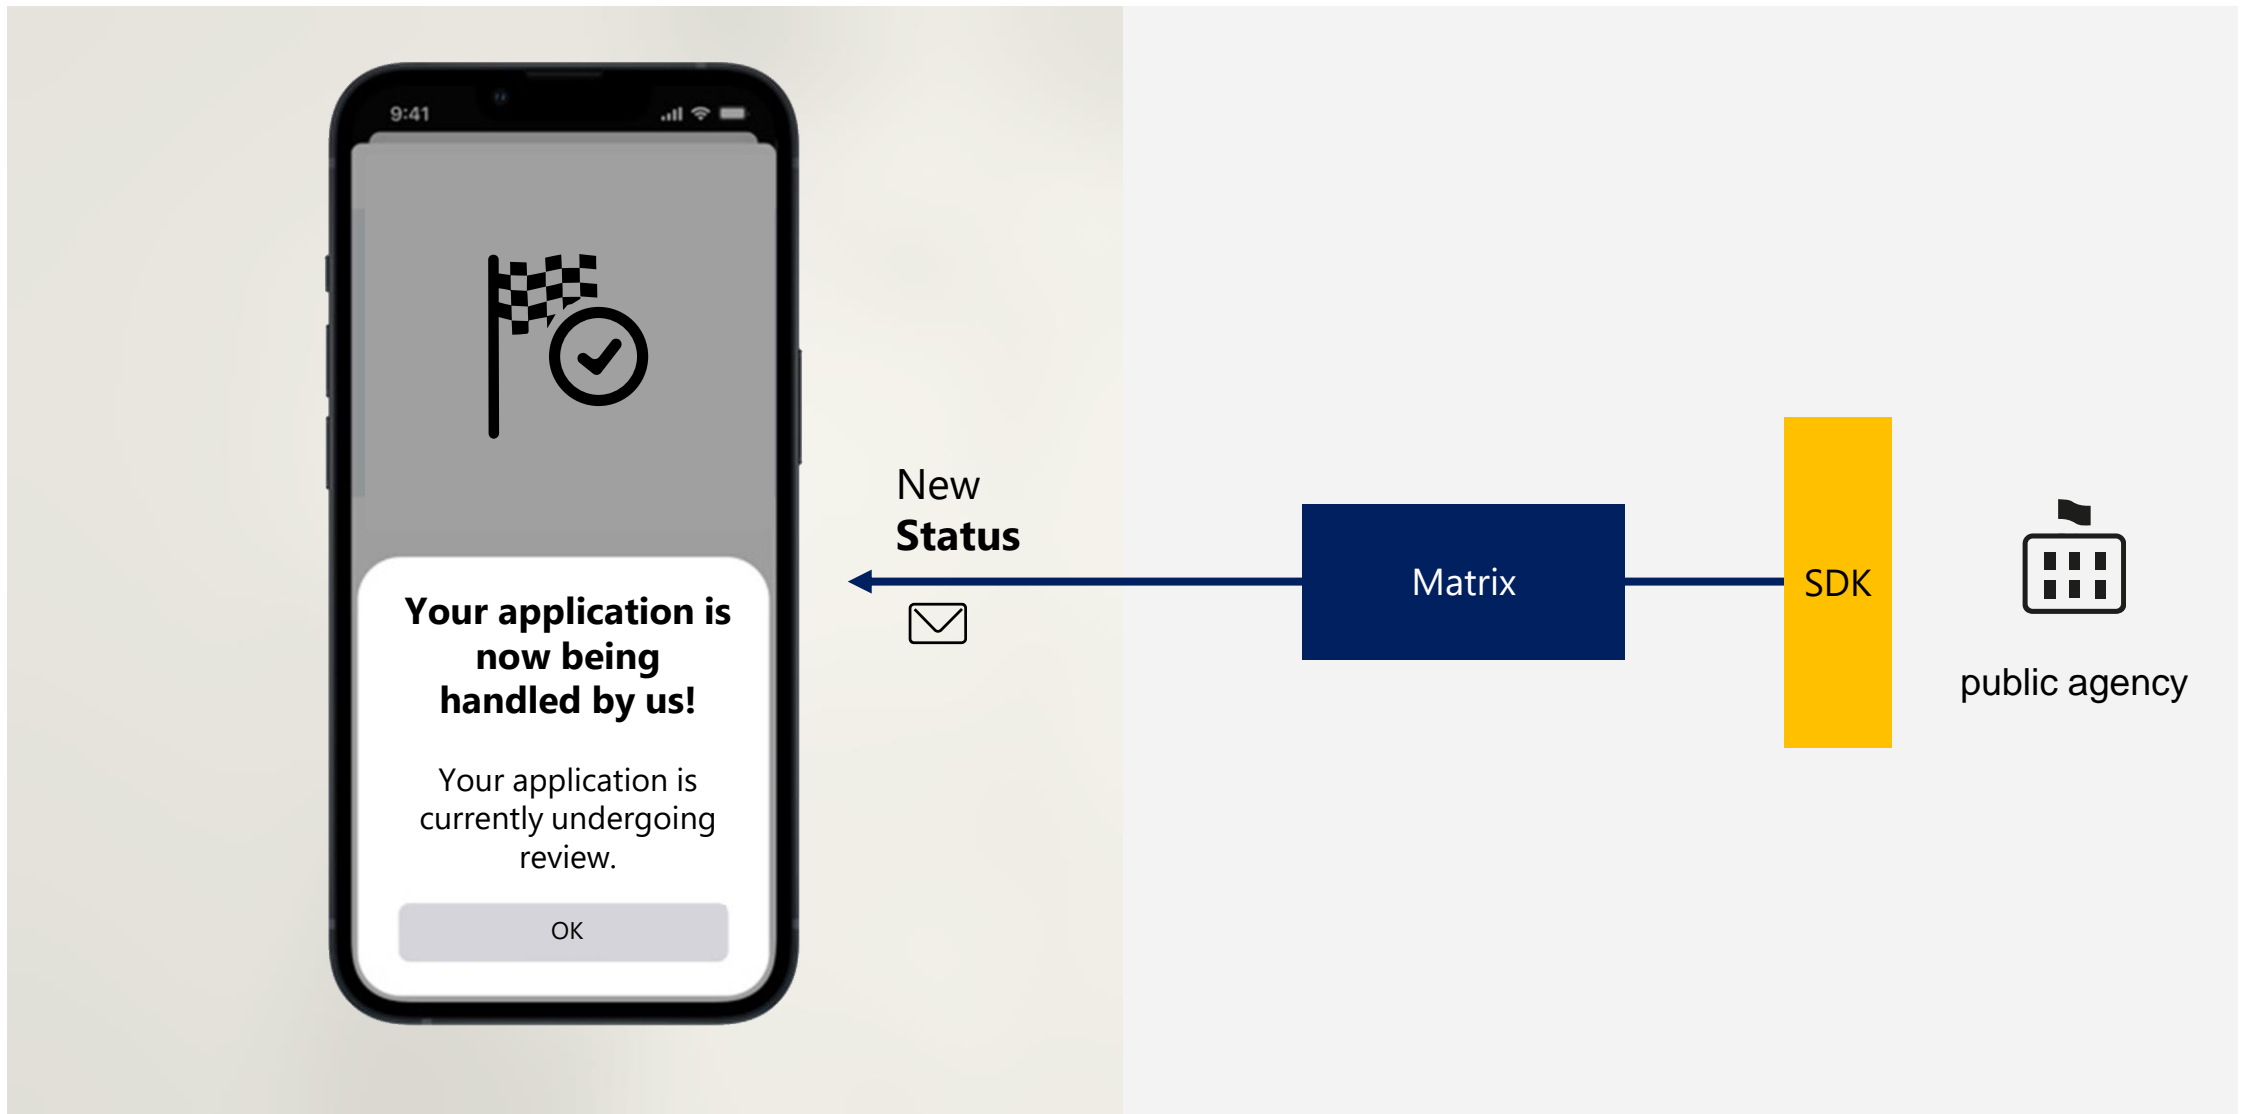 9:41
Your application is
now being
handled by us!
Your application is
currently undergoing
review.
OK
New
Status
Matrix
SDK
public agency